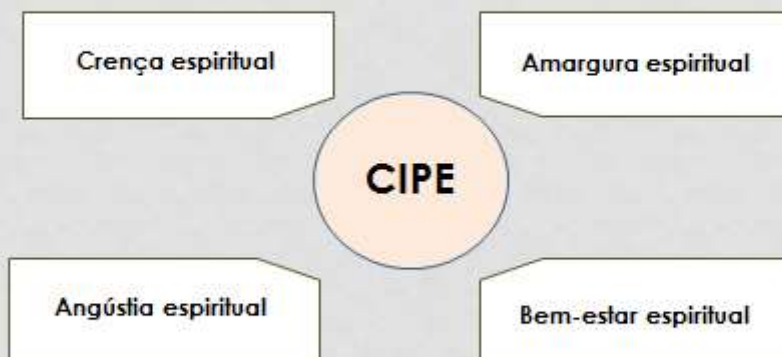 Crença espiritual
Amargura espiritual
CIPE
Angústia espiritual
Bem-estar espiritual